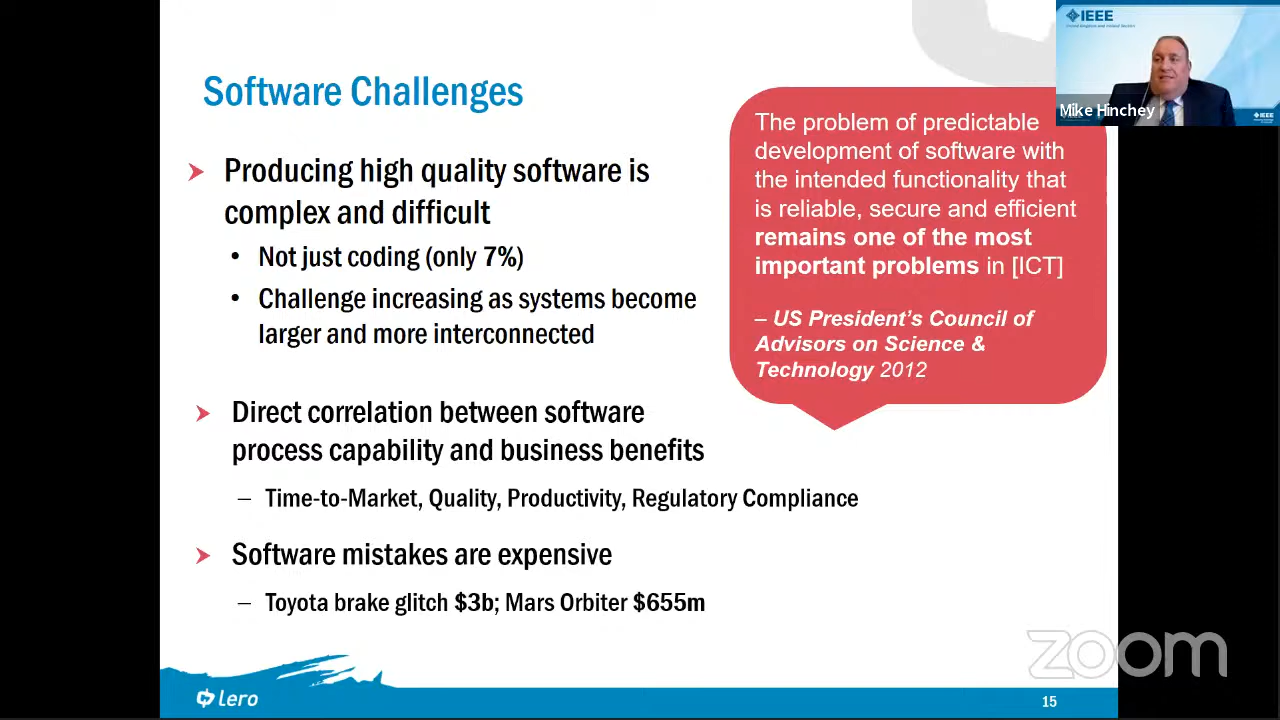 Software Challenges
Producing high quality software is
complex and difficult
• Not just coding (only 7%)
• Challenge increasing as systems become
larger and more interconnected
Direct correlation between software
process capability and business benefits
– Time-to-Market, Quality, Productivity, Regulatory Compliance
Software mistakes are expensive
– Toyota brake glitch $3b; Mars Orbiter $655m
The problem of predictable
development of software with
the intended functionality that
is reliable, secure and efficient
remains one of the most
important problems in [ICT]
– US President's Council of
Advisors on Science &
Technology 2012
IEEE
Mike Hinchey
IEEE
zoom
Lero
15